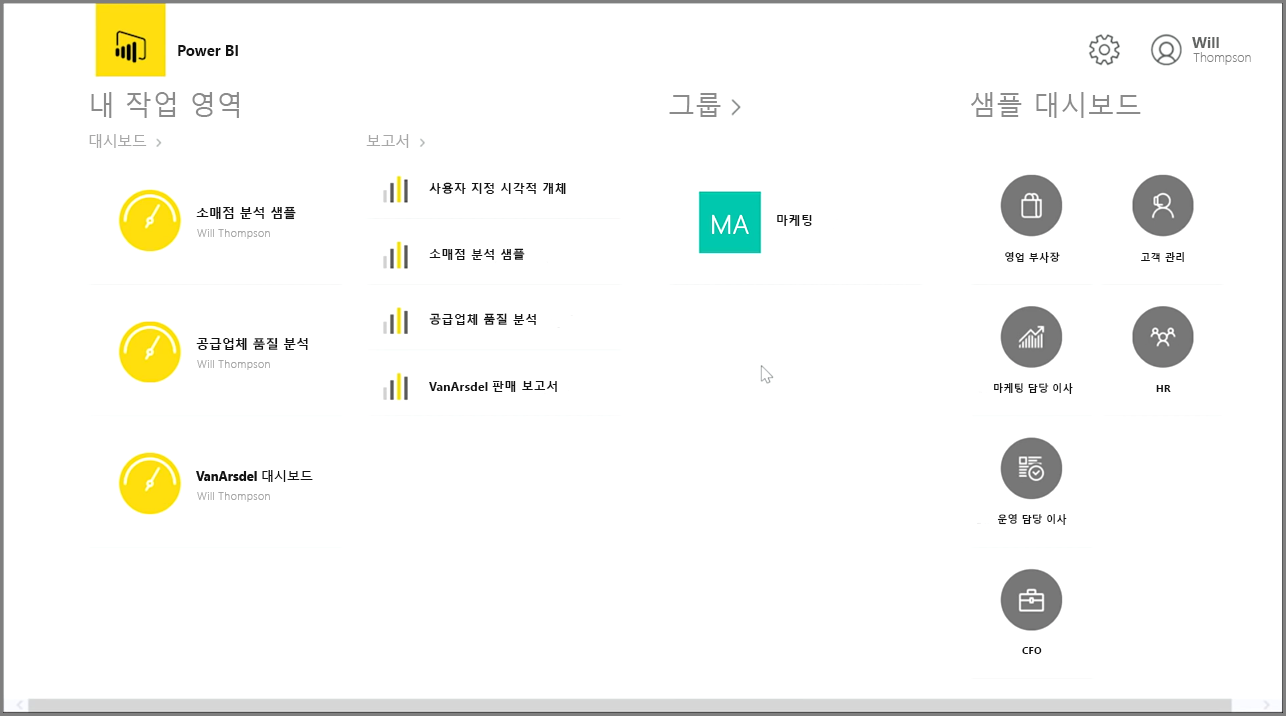 Power BI
Will
Thompson
내 작업 영역
대시보드
소매점 분석 샘플
Will Thompson
공급업체 품질 분석
Will Thompson
VanArsdel 대시보드
Will Thompson
보고서
사용자 지정 시각적 개체
소매점 분석 샘플
공급업체 품질 분석
VanArsdel 판매 보고서
그룹
MA
마케팅
샘플 대시보드
영업 부사장
고객 관리
마케팅 담당 이사
HR
운영 담당 이사
CFO